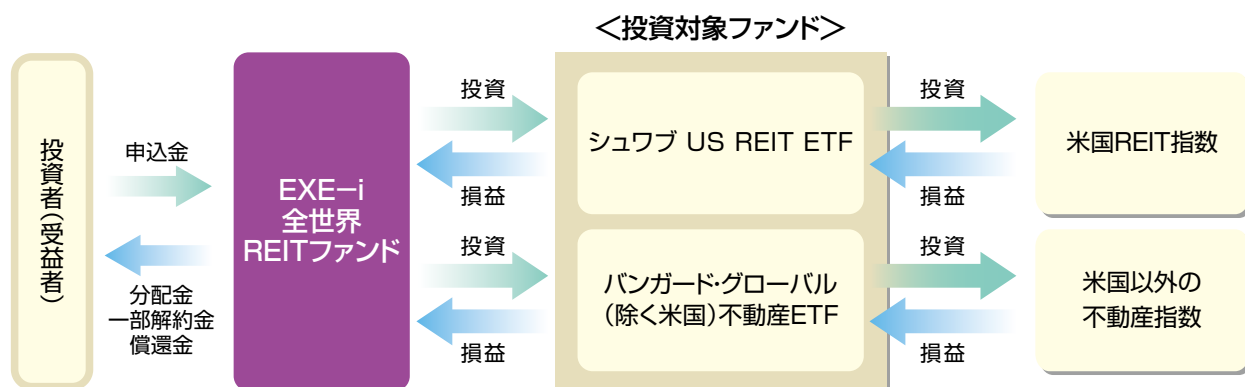 <投資対象ファンド>
投資者(受益者)
申込金
分配金
一部解約金
償還金
EXE-i
全世界
REITファンド
投資
損益
投資
損益
シュワブ US REIT ETF
バンガード・グローバル
(除く米国)不動産ETF
投資
損益
投資
損益
米国REIT指数
米国以外の
不動産指数